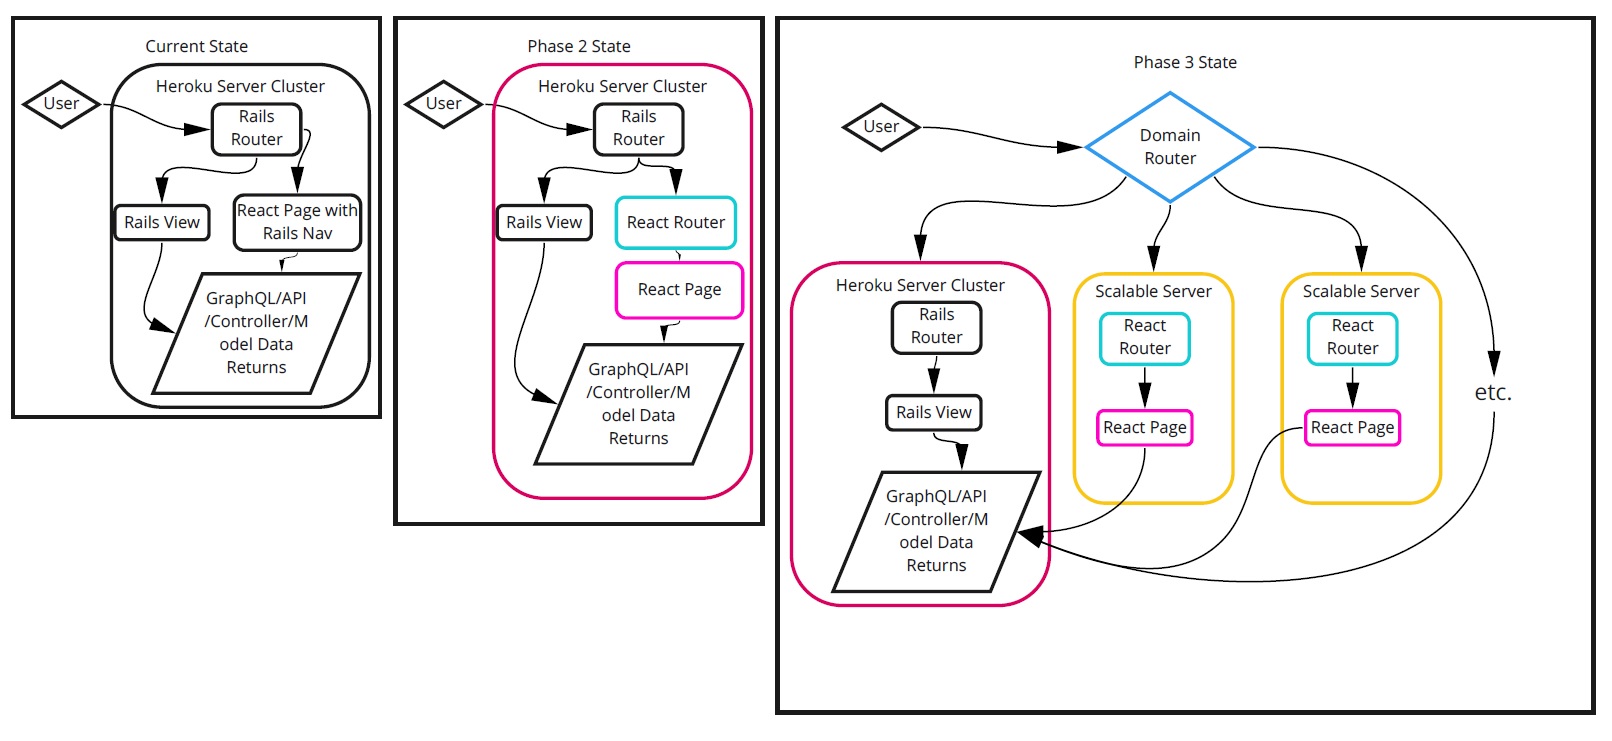 Current State
Heroku Server Cluster
User
Rails
Router
Rails View
React Page with
Rails Nav
GraphQL/API
/Controller/M
odel Data
Returns
Phase 2 State
Heroku Server Cluster
User
Rails
Router
Rails View
React Router
React Page
GraphQL/API
/Controller/M
odel Data
Returns
Phase 3 State
User
Domain
Router
Heroku Server Cluster
Rails
Router
Rails View
GraphQL/API
/Controller/M
odel Data
Returns
Scalable Server
React
Router
React Page
Scalable Server
React
Router
React Page
etc.